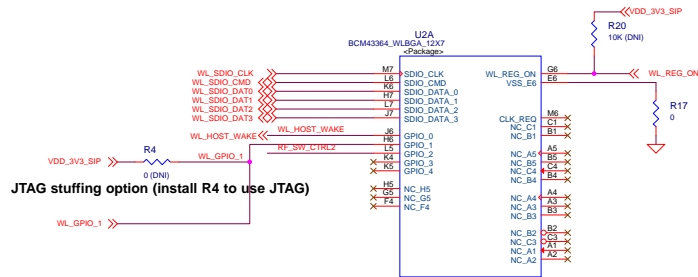 VDD_3V3_SIP
R20
10K (DNI)
U2A
BCM43364_WLBGA_12X7
<Package>
WL_SDIO_CLK M7 SDIO_CLK WL_REG_ON G6 WL_REG_ON
WL_SDIO_CMD L6 SDIO_CMD VSS_E6 E6
WL_SDIO_DAT0 K6 SDIO_DATA_0
WL_SDIO_DAT1 H7 SDIO_DATA_1
WL_SDIO_DAT2 L7 SDIO_DATA_2
WL_SDIO_DAT3 J7 SDIO_DATA_3
R17
0
CLK_REQ M6
NC_C1 C1
NC_B1 B1
WL_HOST_WAKE WL_HOST_WAKE J6 GPIO_0
H6 GPIO_1
RF_SW_CTRL2 L5 GPIO_2
K4 GPIO_3
K5 GPIO_4
NC_A5 A5
NC_B5 B5
NC_C4 C4
NC_B4 B4
VDD_3V3_SIP R4 WL_GPIO_1
0 (DNI)
JTAG stuffing option (install R4 to use JTAG)
H5 NC_H5
G5 NC_G5
F4 NC_F4
NC_A4 A4
NC_A3 A3
NC_B3 B3
WL_GPIO_1
NC_B2 B2
NC_C3 C3
NC_A1 A1
NC_A2 A2